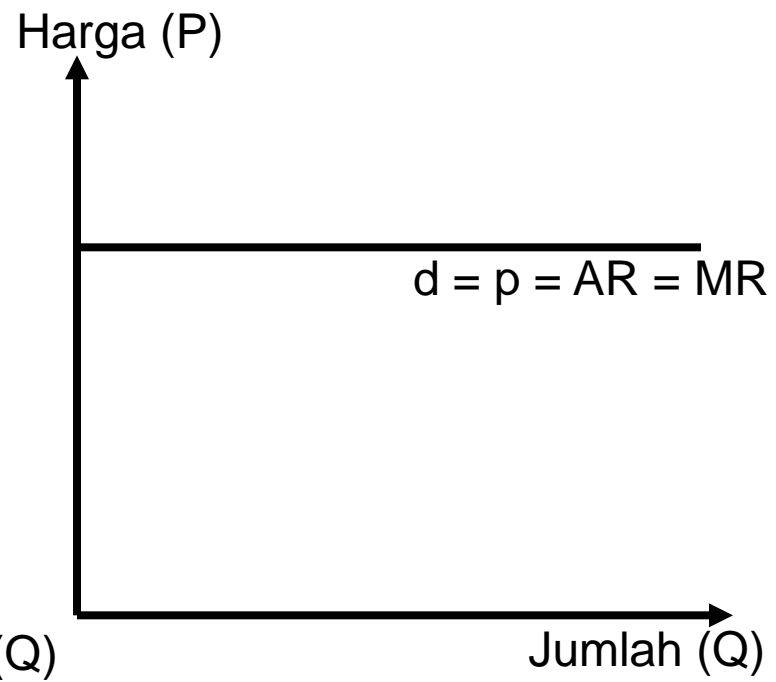 Harga (P)
d = p = AR = MR
(Q)
Jumlah (Q)